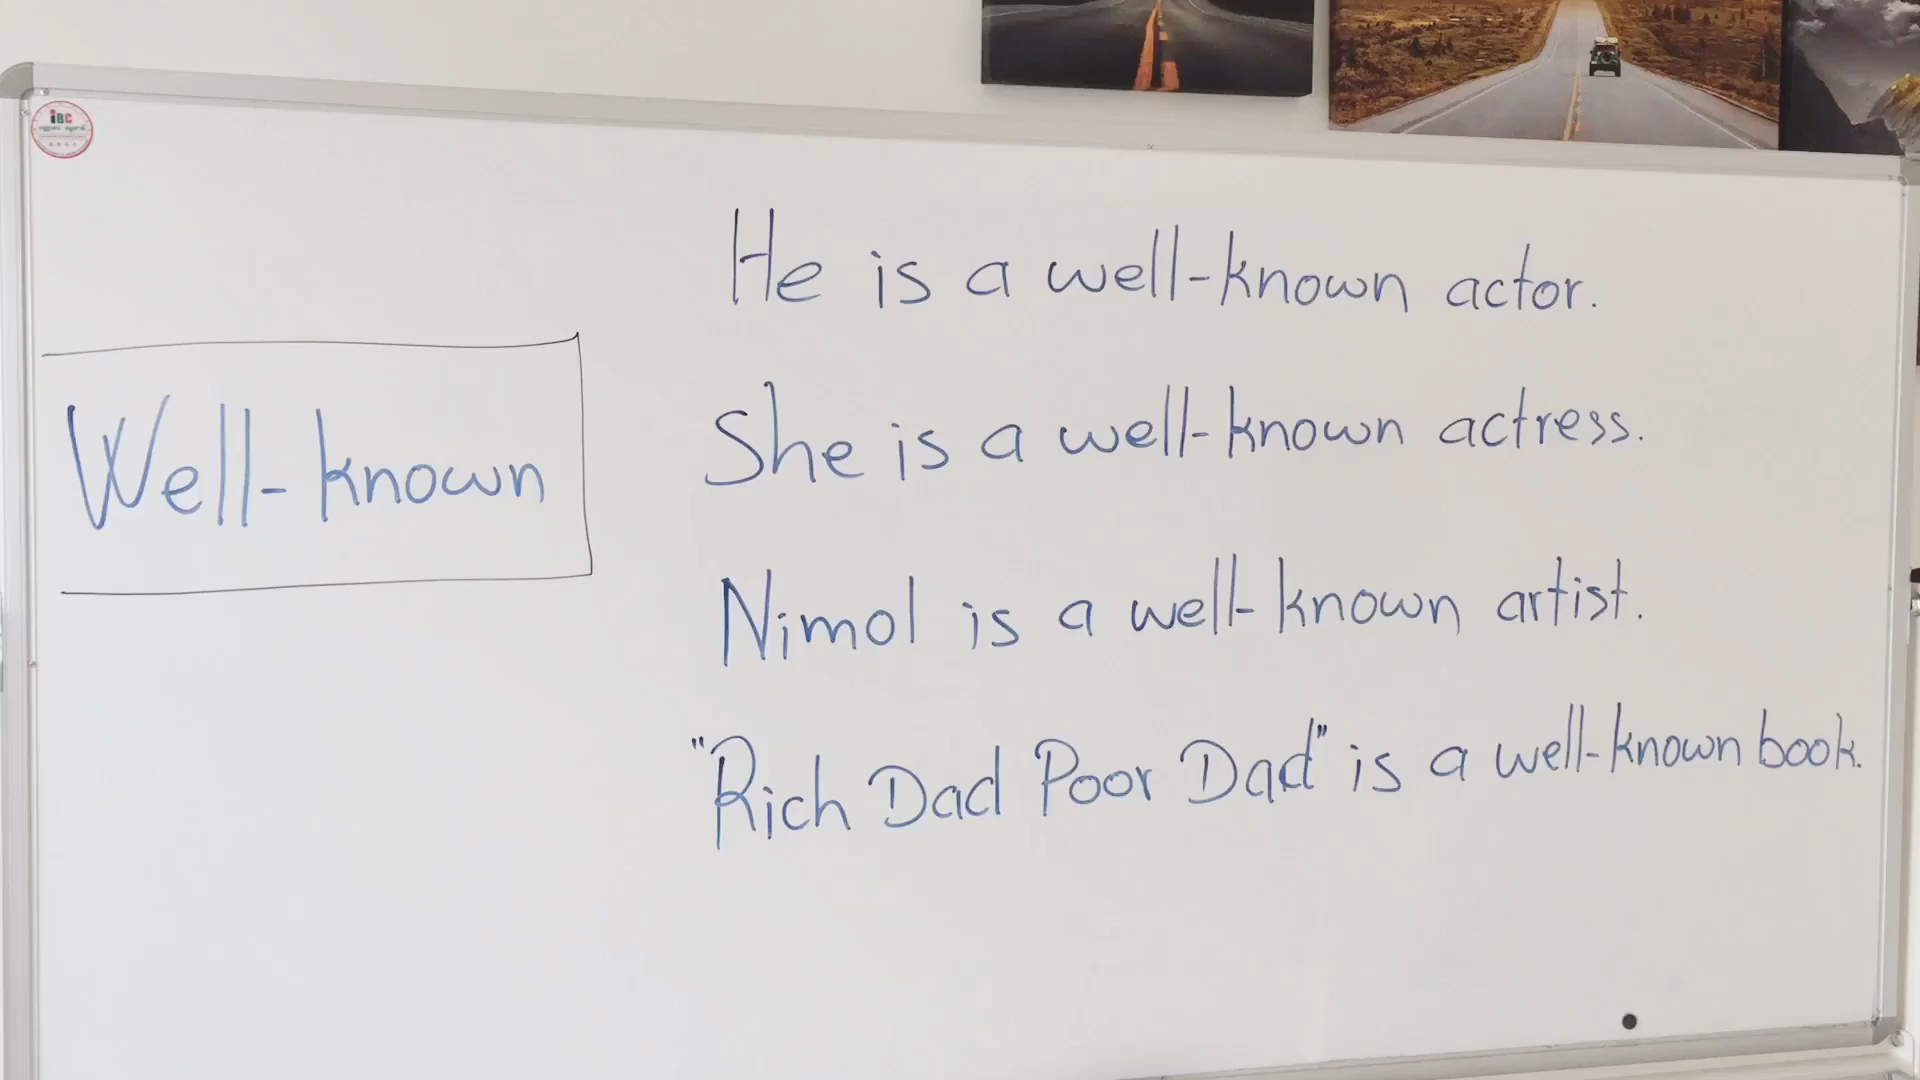 IBC
He is a well-known actor.
Well-known
She is a well-known actress.
Nimol is a well-known artist.
"Rich Dad Poor Dad" is a well-known book.